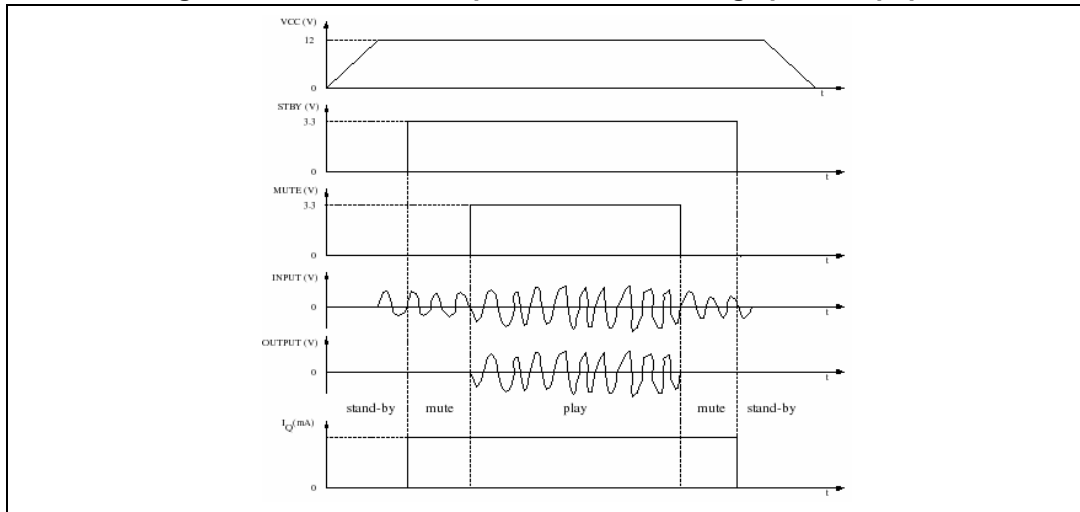 VCC (V)
12
0
t
STBY (V)
3.3
0
t
MUTE (V)
3.3
0
t
INPUT (V)
0
t
OUTPUT (V)
0
t
stand-by mute play mute stand-by
IQ(mA)
0
t